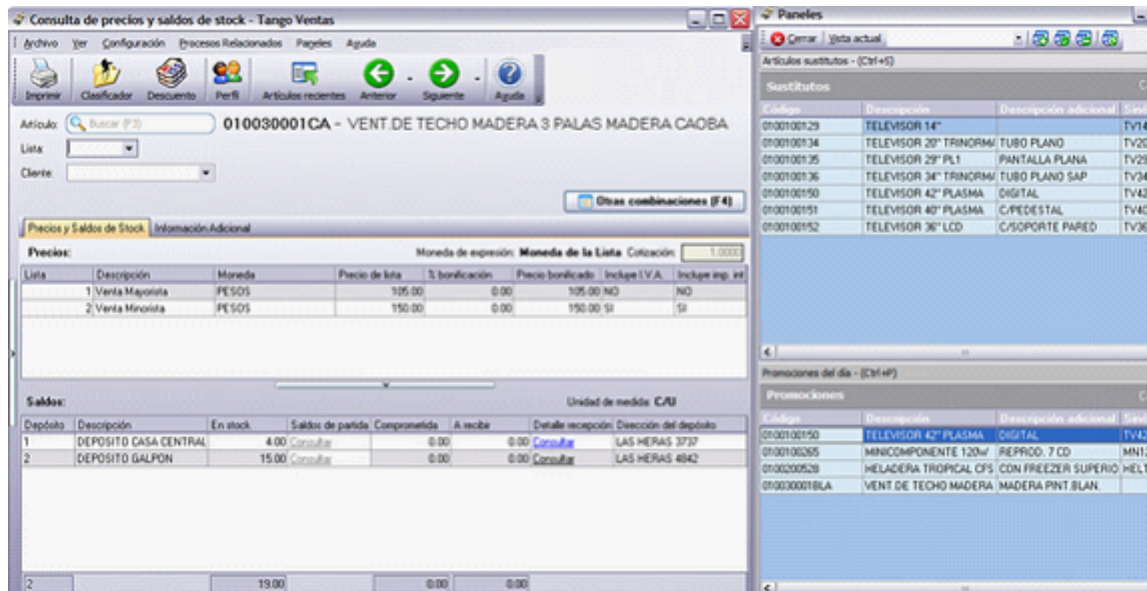 Consulta de precios y saldos de stock - Tango Ventas
Archivo Ver Configuración Procesos Relacionados Paneles Ayuda
Imprimir Clasificador Descuento Perfil Artículos recientes Anterior Siguiente Ayuda
Artículo: Buscar (F3) 010030001CA - VENT.DE TECHO MADERA 3 PALAS MADERA CAOBA
Lista:
Cliente:
Otras combinaciones (F4)
Precios y Saldos de Stock Información Adicional
Precios: Moneda de expresión: Moneda de la Lista Cotización: 1.0000
Lista Descripción Moneda Precio de lista % bonificación Precio bonificado Incluye I.V.A. Incluye imp. int
1 Venta Mayorista PESOS 105.00 0.00 105.00 NO NO
2 Venta Minorista PESOS 150.00 0.00 150.00 SI SI
Saldos: Unidad de medida: C/U
Depósito Descripción En stock Saldos de partida Comprometida A recibir Detalle recepción Dirección del depósito
1 DEPOSITO CASA CENTRAL 4.00 Consultar 0.00 0.00 Consultar LAS HERAS 3737
2 DEPOSITO GALPON 15.00 Consultar 0.00 0.00 Consultar LAS HERAS 4842
2 19.00 0.00 0.00
Paneles
Cerrar Vista actual
Artículos sustitutos - (Ctrl+S)
Sustitutos
Código Descripción Descripción adicional
0100100129 TELEVISOR 14" TV14
0100100134 TELEVISOR 20" TRINORMA TUBO PLANO TV20
0100100135 TELEVISOR 29" PL1 PANTALLA PLANA TV29
0100100136 TELEVISOR 34" TRINORMA TUBO PLANO SAP TV34
0100100150 TELEVISOR 42" PLASMA DIGITAL TV42
0100100151 TELEVISOR 40" PLASMA C/PEDESTAL TV40
0100100152 TELEVISOR 36" LCD C/SOPORTE PARED TV36
Promociones del día - (Ctrl+P)
Promociones
Código Descripción Descripción adicional
0100100150 TELEVISOR 42" PLASMA DIGITAL TV42
0100100265 MINICOMPONENTE 120w REPROD. 7 CD MN12
0100200528 HELADERA TROPICAL CFS CON FREEZER SUPERIO HELT
010030001BLA VENT.DE TECHO MADERA MADERA PINT.BLAN.